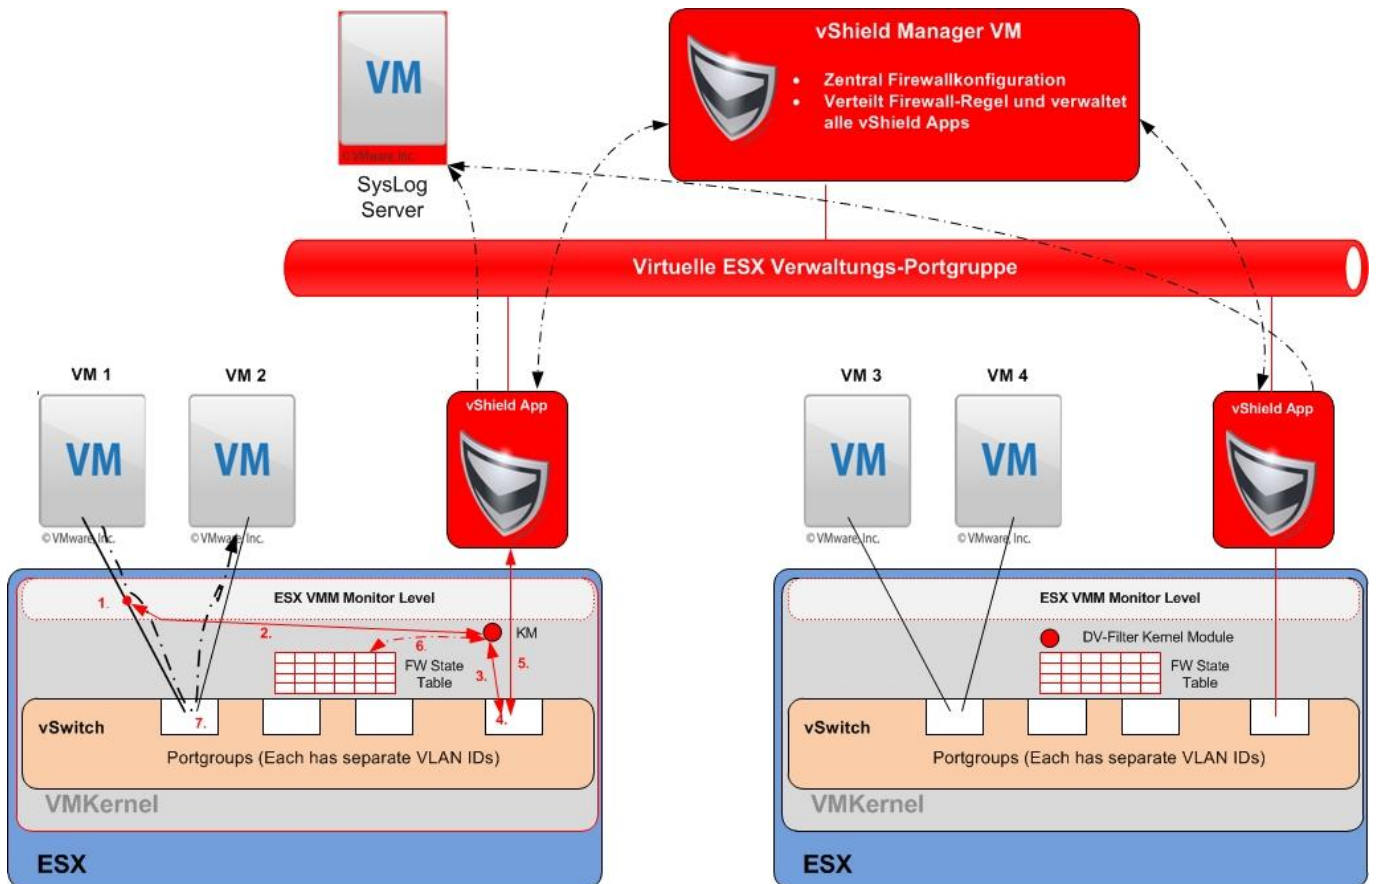 VM
© VMware, Inc.
SysLog
Server
vShield Manager VM
• Zentral Firewallkonfiguration
• Verteilt Firewall-Regel und verwaltet
alle vShield Apps
Virtuelle ESX Verwaltungs-Portgruppe
VM 1
VM
© VMware, Inc.
VM 2
VM
© VMware, Inc.
vShield App
ESX VMM Monitor Level
1.
2.
KM
6.
FW State
Table
3.
5.
4.
7.
vSwitch
Portgroups (Each has separate VLAN IDs)
VMKernel
ESX
VM 3
VM
© VMware, Inc.
VM 4
VM
© VMware, Inc.
vShield App
ESX VMM Monitor Level
DV-Filter Kernel Module
FW State
Table
vSwitch
Portgroups (Each has separate VLAN IDs)
VMKernel
ESX